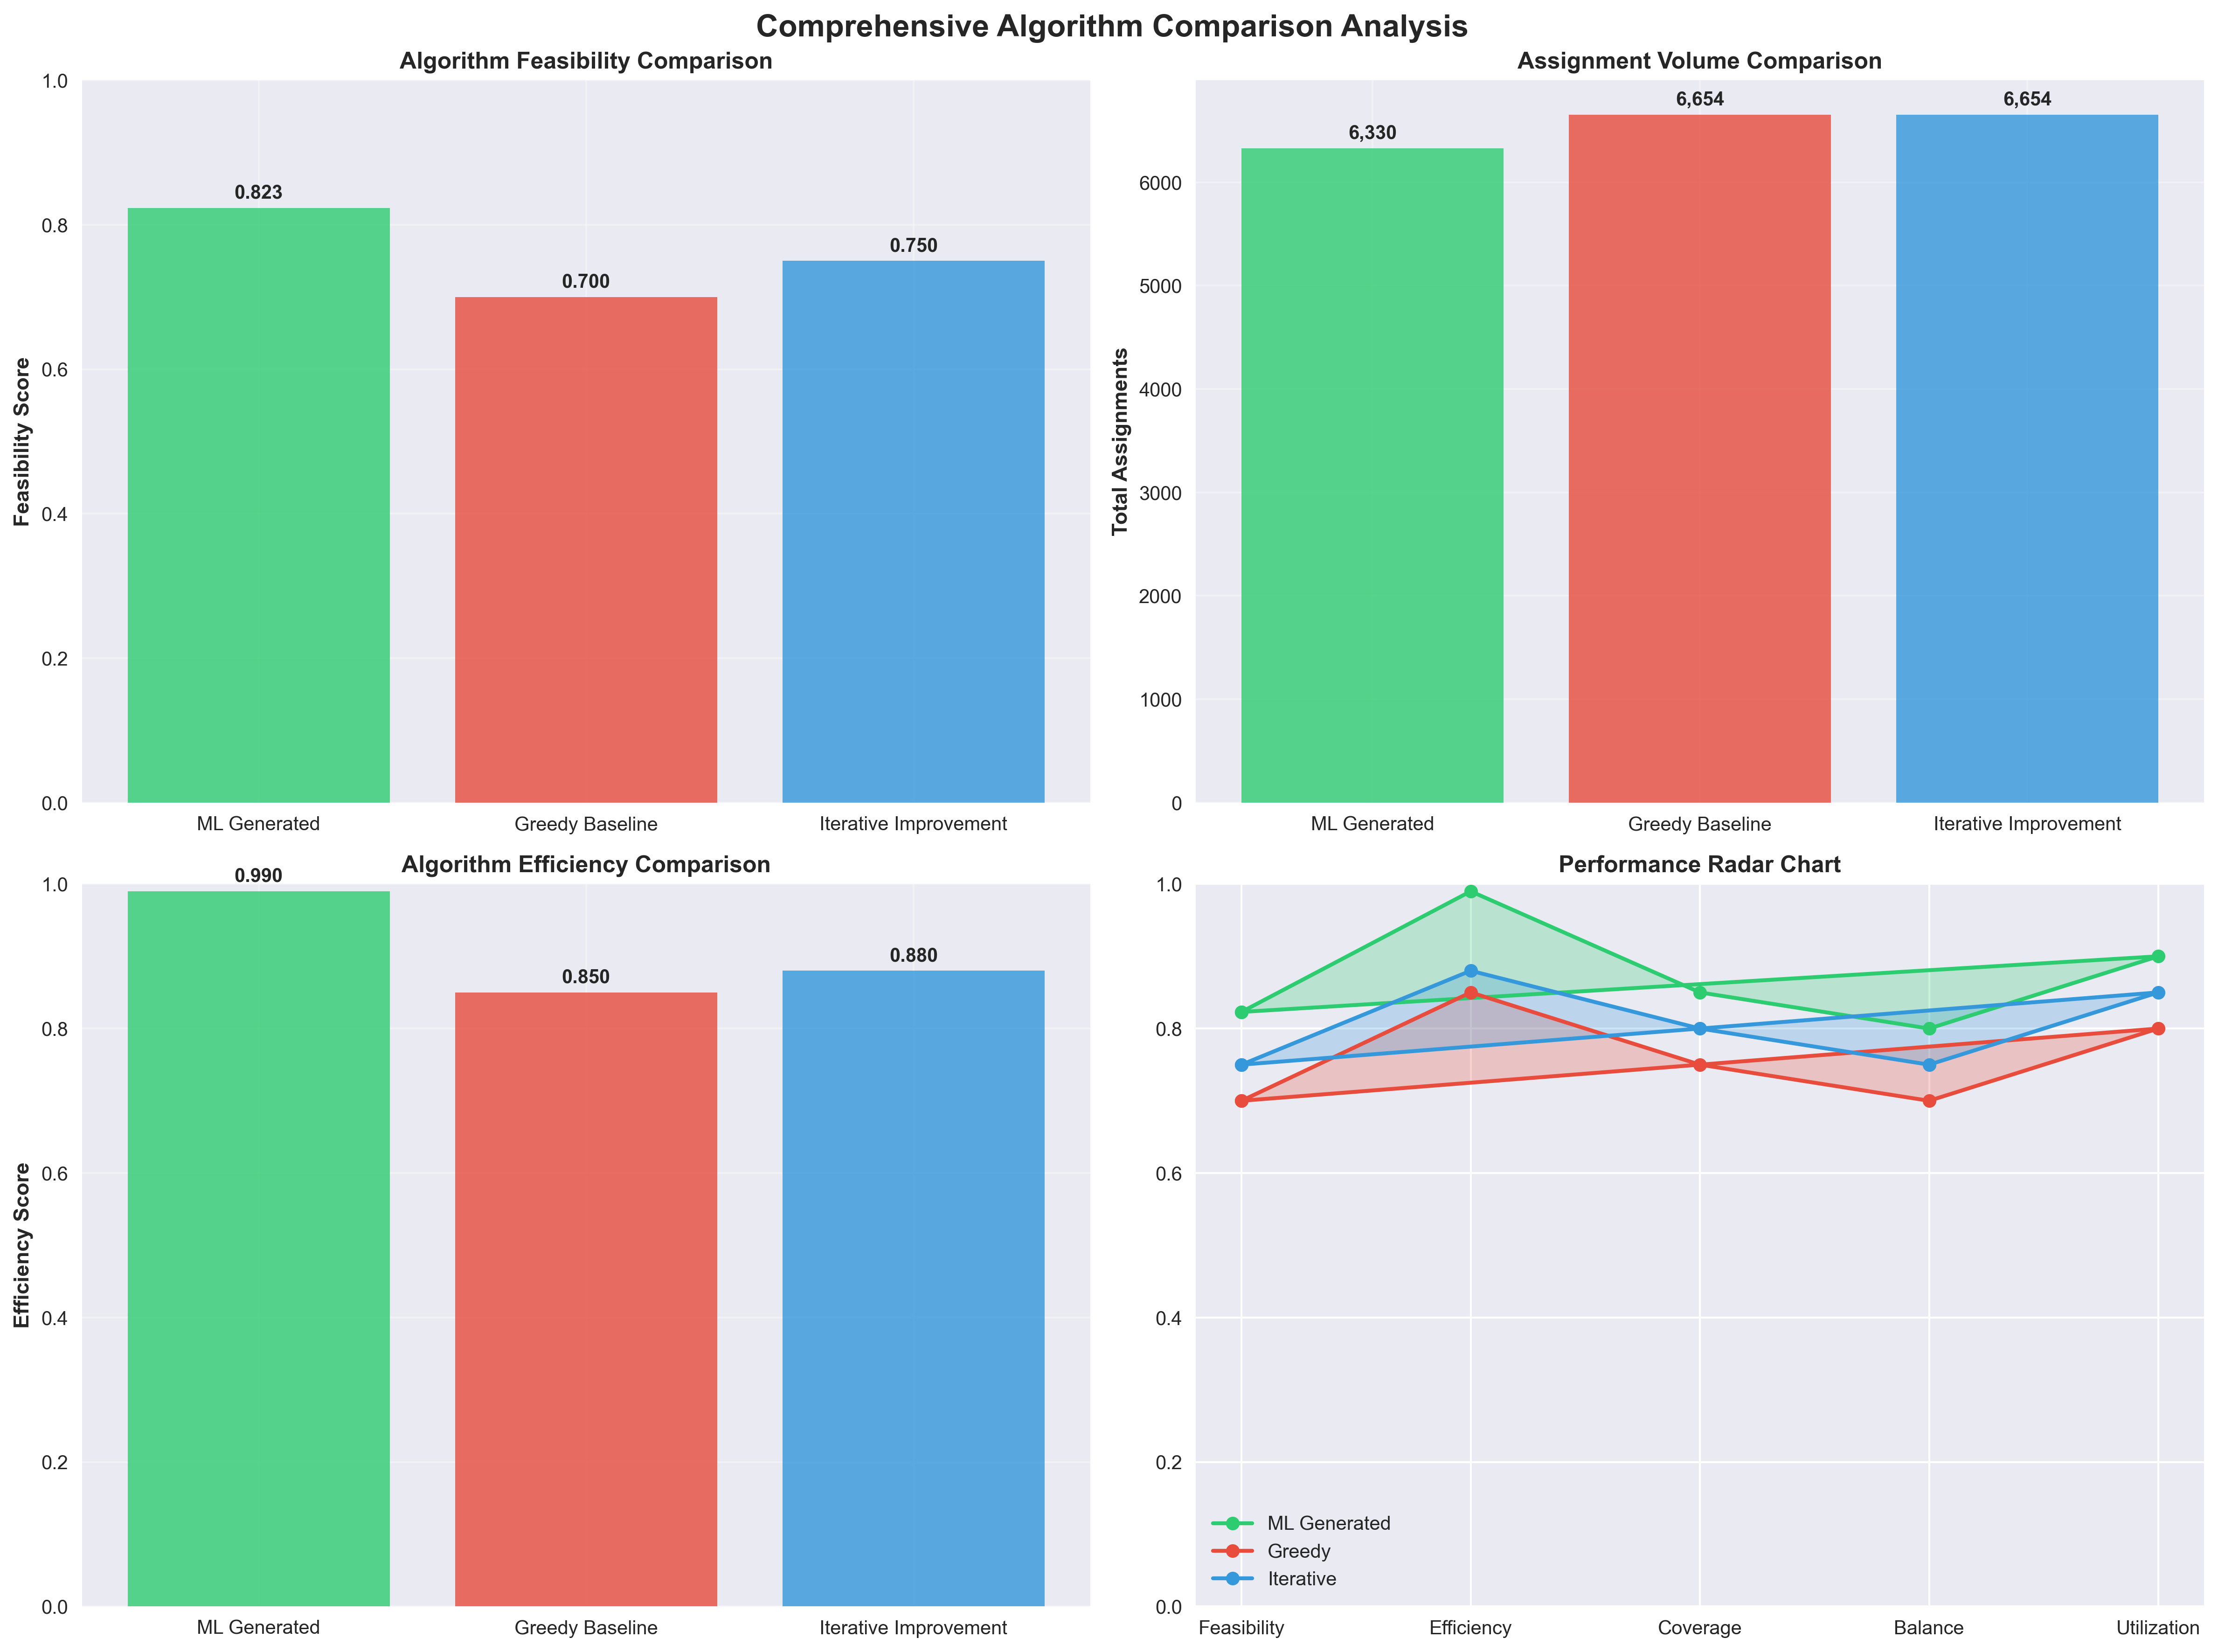 Comprehensive Algorithm Comparison Analysis
Algorithm Feasibility Comparison
Feasibility Score
1.0
0.8
0.6
0.4
0.2
0.0
0.823
0.700
0.750
ML Generated
Greedy Baseline
Iterative Improvement
Assignment Volume Comparison
Total Assignments
6000
5000
4000
3000
2000
1000
0
6,330
6,654
6,654
ML Generated
Greedy Baseline
Iterative Improvement
Algorithm Efficiency Comparison
Efficiency Score
1.0
0.8
0.6
0.4
0.2
0.0
0.990
0.850
0.880
ML Generated
Greedy Baseline
Iterative Improvement
Performance Radar Chart
1.0
0.8
0.6
0.4
0.2
0.0
ML Generated
Greedy
Iterative
Feasibility
Efficiency
Coverage
Balance
Utilization